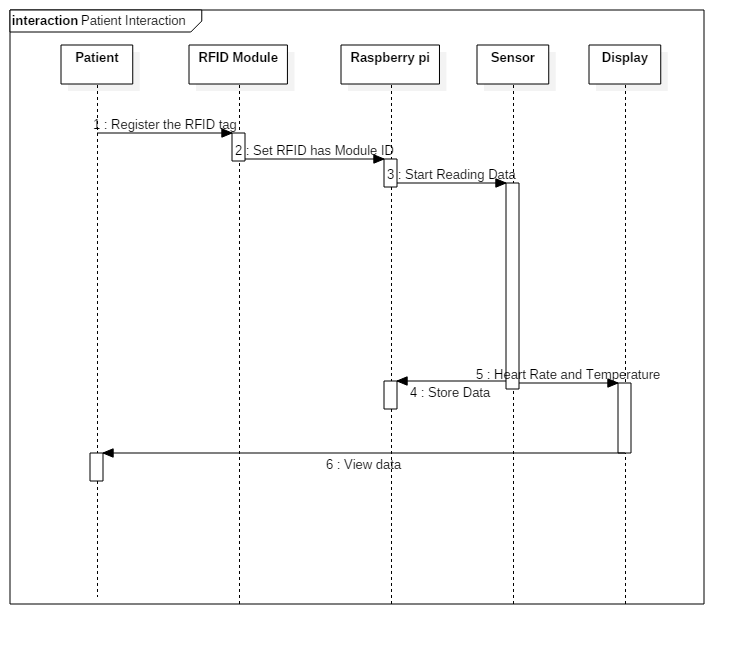 interaction Patient Interaction
Patient
RFID Module
Raspberry pi
Sensor
Display
1 : Register the RFID tag
2 : Set RFID has Module ID
3 : Start Reading Data
5 : Heart Rate and Temperature
4 : Store Data
6 : View data